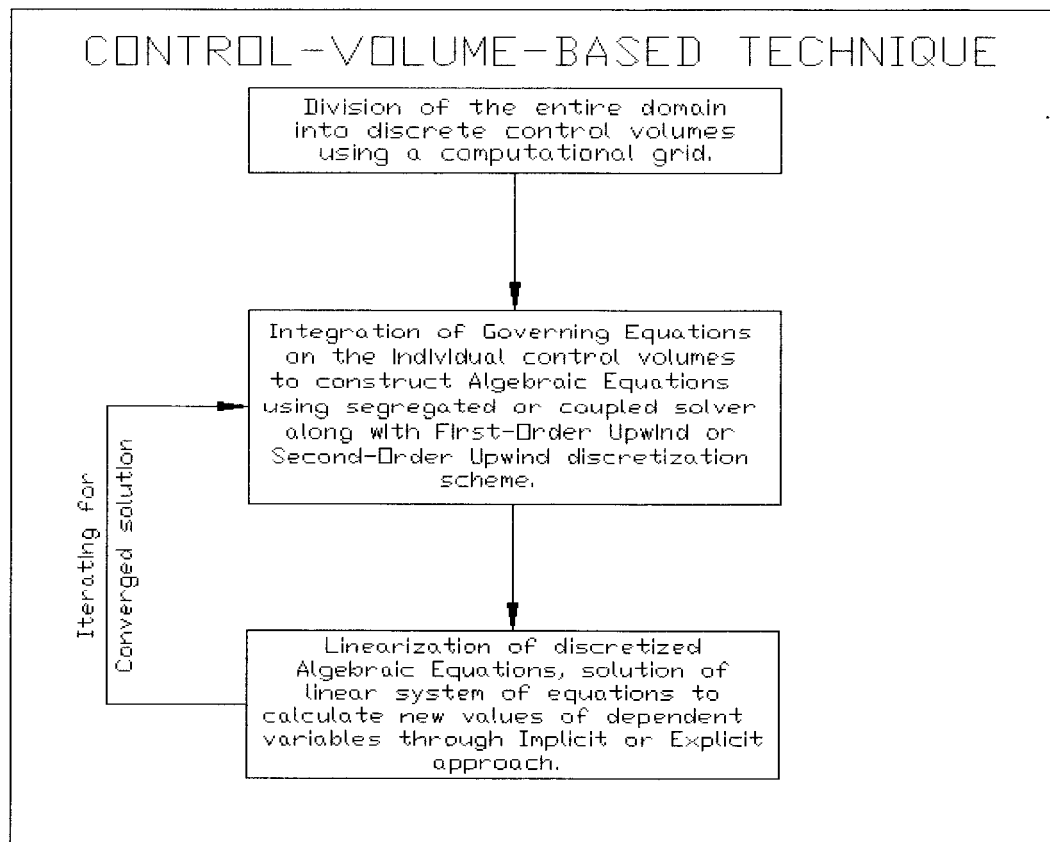 CONTROL-VOLUME-BASED TECHNIQUE
Division of the entire domain
into discrete control volumes
using a computational grid.
Integration of Governing Equations
on the individual control volumes
to construct Algebraic Equations
using segregated or coupled solver
along with First-Order Upwind or
Second-Order Upwind discretization
scheme.
Iterating for
Converged solution
Linearization of discretized
Algebraic Equations, solution of
linear system of equations to
calculate new values of dependent
variables through Implicit or Explicit
approach.